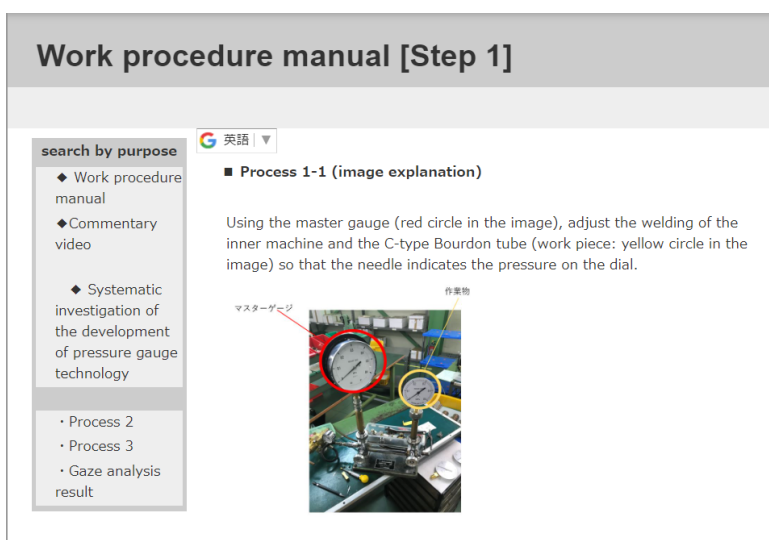 Work procedure manual [Step 1]
英語 ▼
search by purpose
◆ Work procedure
manual
◆Commentary
video
◆ Systematic
investigation of
the development
of pressure gauge
technology
・Process 2
・Process 3
・Gaze analysis
result
■ Process 1-1 (image explanation)
Using the master gauge (red circle in the image), adjust the welding of the
inner machine and the C-type Bourdon tube (work piece: yellow circle in the
image) so that the needle indicates the pressure on the dial.
作業物
マスターゲージ